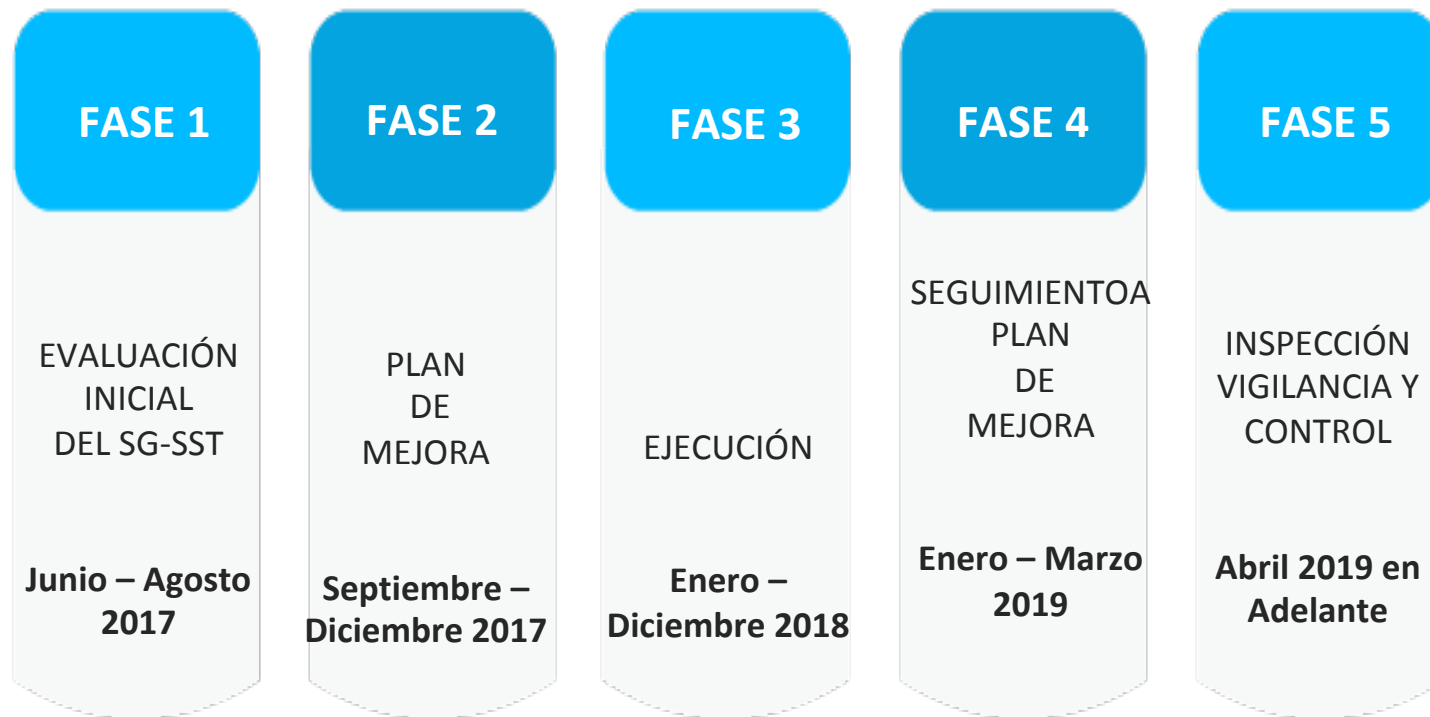 FASE 1
EVALUACIÓN
INICIAL
DEL SG-SST
Junio – Agosto
2017
FASE 2
PLAN
DE
MEJORA
Septiembre –
Diciembre 2017
FASE 3
EJECUCIÓN
Enero –
Diciembre 2018
FASE 4
SEGUIMIENTOA
PLAN
DE
MEJORA
Enero – Marzo
2019
FASE 5
INSPECCIÓN
VIGILANCIA Y
CONTROL
Abril 2019 en
Adelante